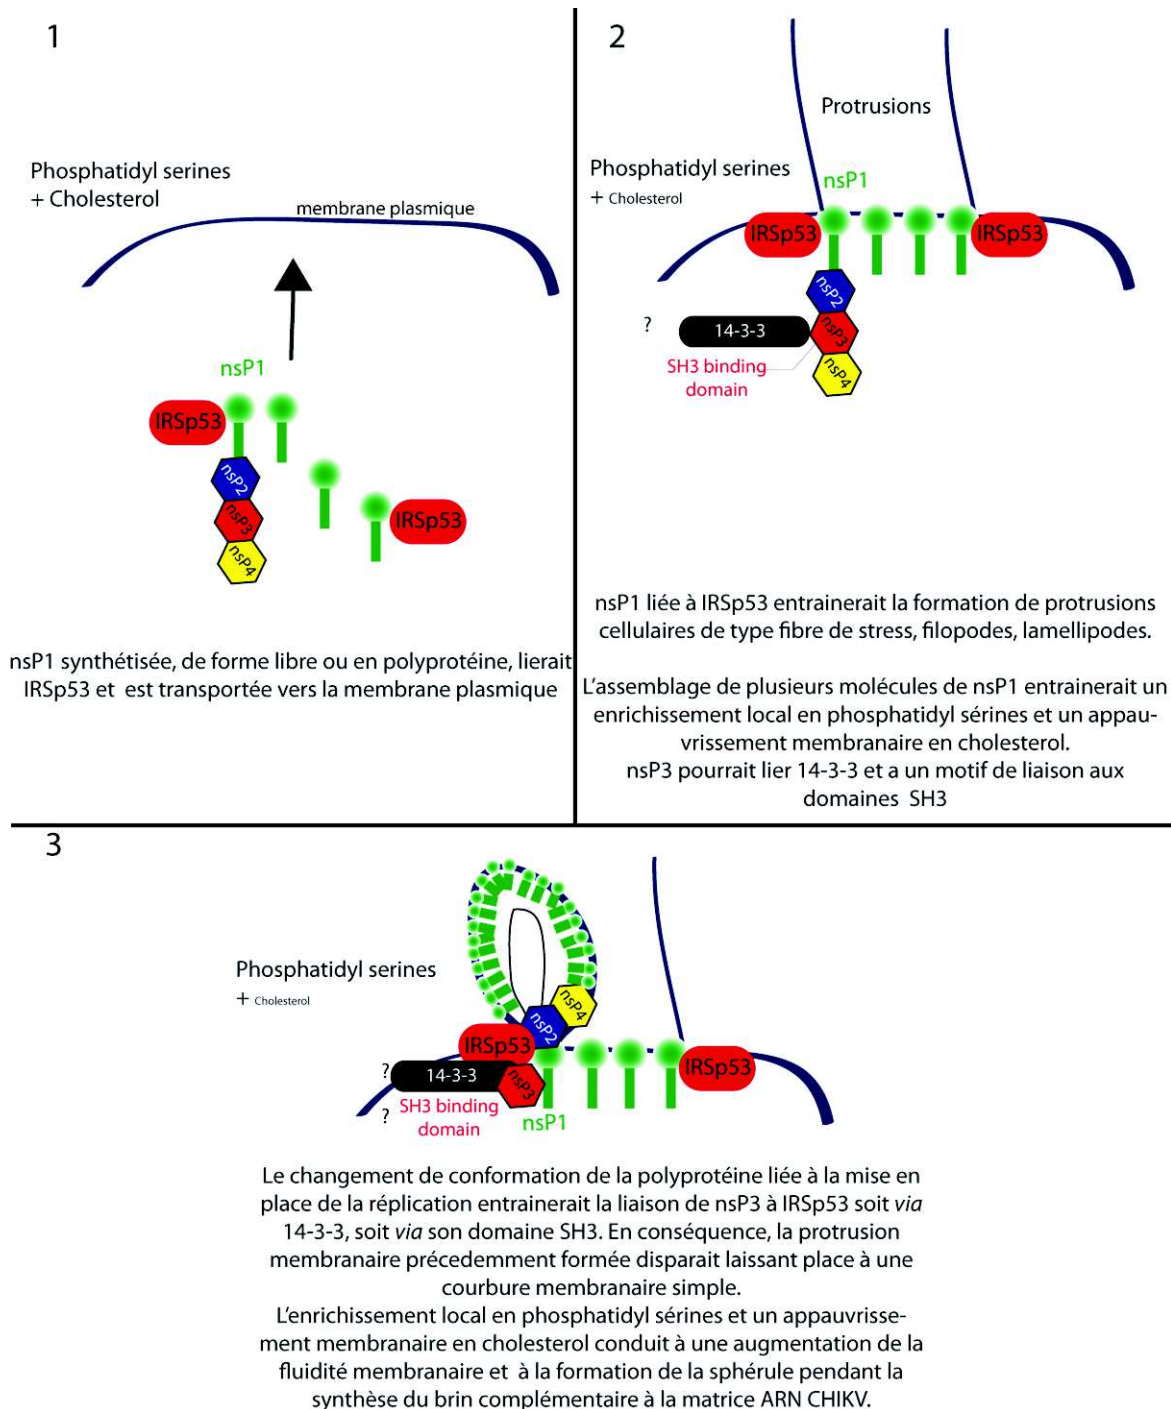 1
Phosphatidyl serines
+ Cholesterol
membrane plasmique
nsP1
IRSp53
nsP2
nsP3
nsP4
IRSp53
nsP1 synthétisée, de forme libre ou en polyprotéine, lierait
IRSp53 et est transportée vers la membrane plasmique
2
Protrusions
Phosphatidyl serines
+ Cholesterol
nsP1
IRSp53
IRSp53
nsP2
?
14-3-3
nsP3
SH3 binding
domain
nsP4
nsP1 liée à IRSp53 entrainerait la formation de protrusions
cellulaires de type fibre de stress, filopodes, lamellipodes.
L'assemblage de plusieurs molécules de nsP1 entrainerait un
enrichissement local en phosphatidyl sérines et un appau-
vrissement membranaire en cholesterol.
nsP3 pourrait lier 14-3-3 et a un motif de liaison aux
domaines SH3
3
Phosphatidyl serines
+ Cholesterol
nsP4
nsP2
IRSp53
IRSp53
?
14-3-3
nsP3
?
SH3 binding
domain
nsP1
Le changement de conformation de la polyprotéine liée à la mise en
place de la réplication entrainerait la liaison de nsP3 à IRSp53 soit via
14-3-3, soit via son domaine SH3. En conséquence, la protrusion
membranaire précedemment formée disparait laissant place à une
courbure membranaire simple.
L'enrichissement local en phosphatidyl sérines et un appauvrisse-
ment membranaire en cholesterol conduit à une augmentation de la
fluidité membranaire et à la formation de la sphérule pendant la
synthèse du brin complémentaire à la matrice ARN CHIKV.